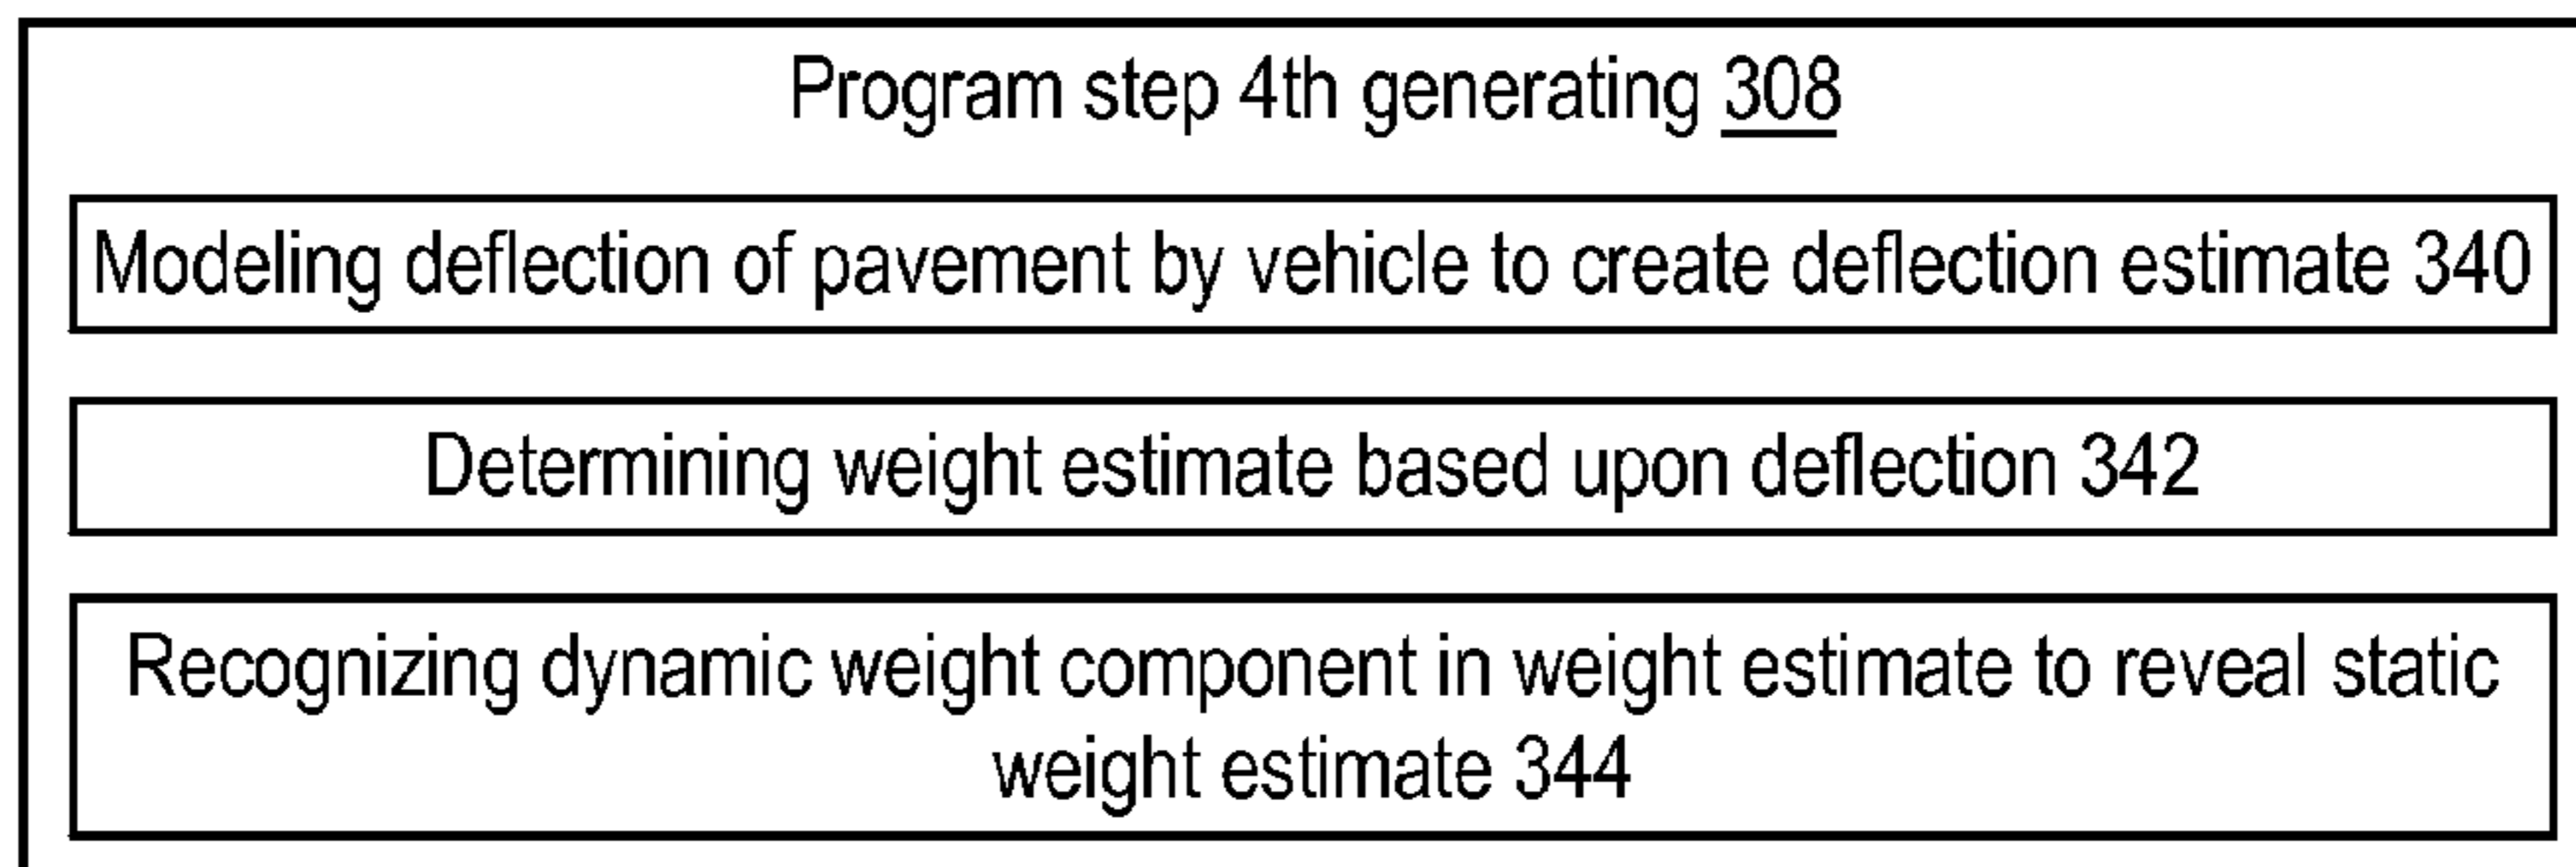 Program step 4th generating 308
Modeling deflection of pavement by vehicle to create deflection estimate 340
Determining weight estimate based upon deflection 342
Recognizing dynamic weight component in weight estimate to reveal static
weight estimate 344